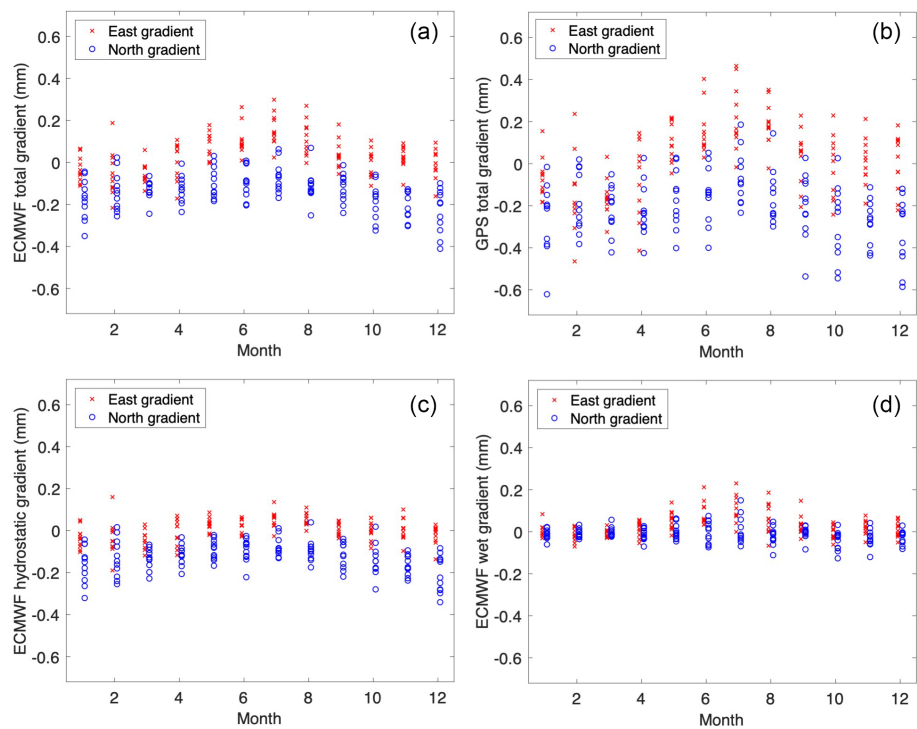 (a)
East gradient
North gradient
ECMWF total gradient (mm)
0.6
0.4
0.2
0
-0.2
-0.4
-0.6
2 4 6 8 10 12
Month
(b)
East gradient
North gradient
GPS total gradient (mm)
0.6
0.4
0.2
0
-0.2
-0.4
-0.6
2 4 6 8 10 12
Month
(c)
East gradient
North gradient
ECMWF hydrostatic gradient (mm)
0.6
0.4
0.2
0
-0.2
-0.4
-0.6
2 4 6 8 10 12
Month
(d)
East gradient
North gradient
ECMWF wet gradient (mm)
0.6
0.4
0.2
0
-0.2
-0.4
-0.6
2 4 6 8 10 12
Month